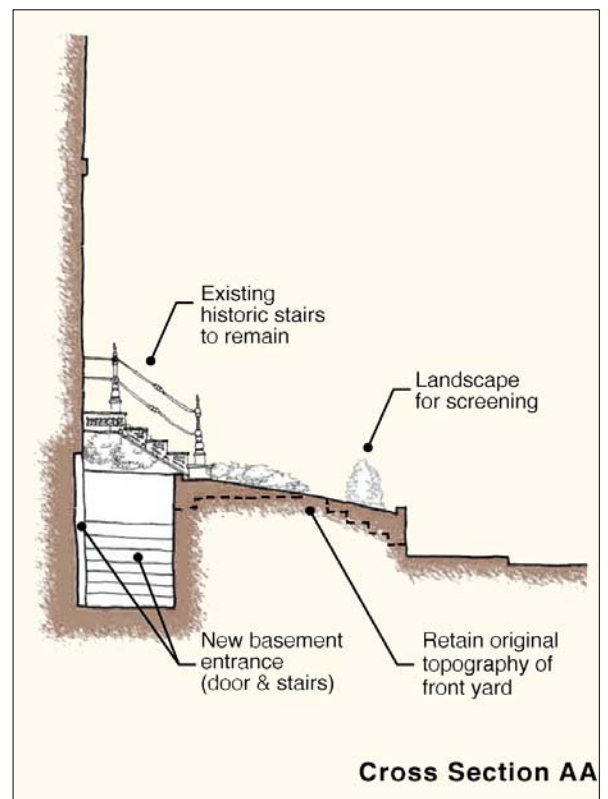 Existing
historic stairs
to remain
Landscape
for screening
New basement
entrance
(door & stairs)
Retain original
topography of
front yard
Cross Section AA